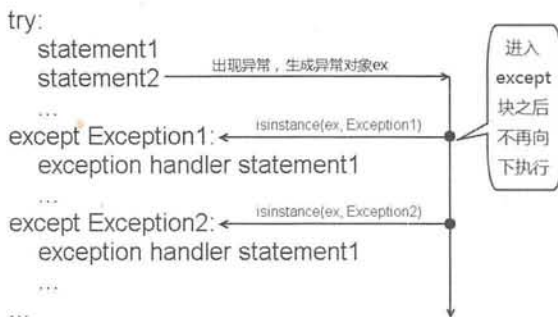 try:
statement1
statement2
出现异常，生成异常对象ex
...
except Exception1:
isinstance(ex, Exception1)
exception handler statement1
...
except Exception2:
isinstance(ex, Exception2)
exception handler statement1
...
...
进入
except
块之后
不再向
下执行